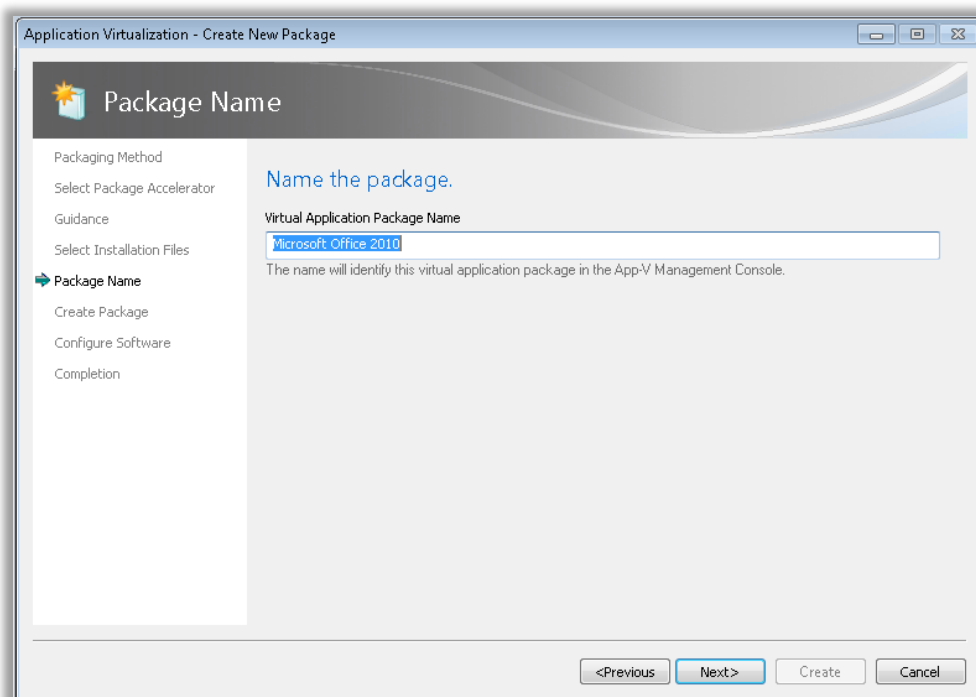 Application Virtualization - Create New Package
Package Name
Packaging Method
Select Package Accelerator
Guidance
Select Installation Files
Package Name
Create Package
Configure Software
Completion
Name the package.
Virtual Application Package Name
Microsoft Office 2010
The name will identify this virtual application package in the App-V Management Console.
<Previous
Next>
Create
Cancel